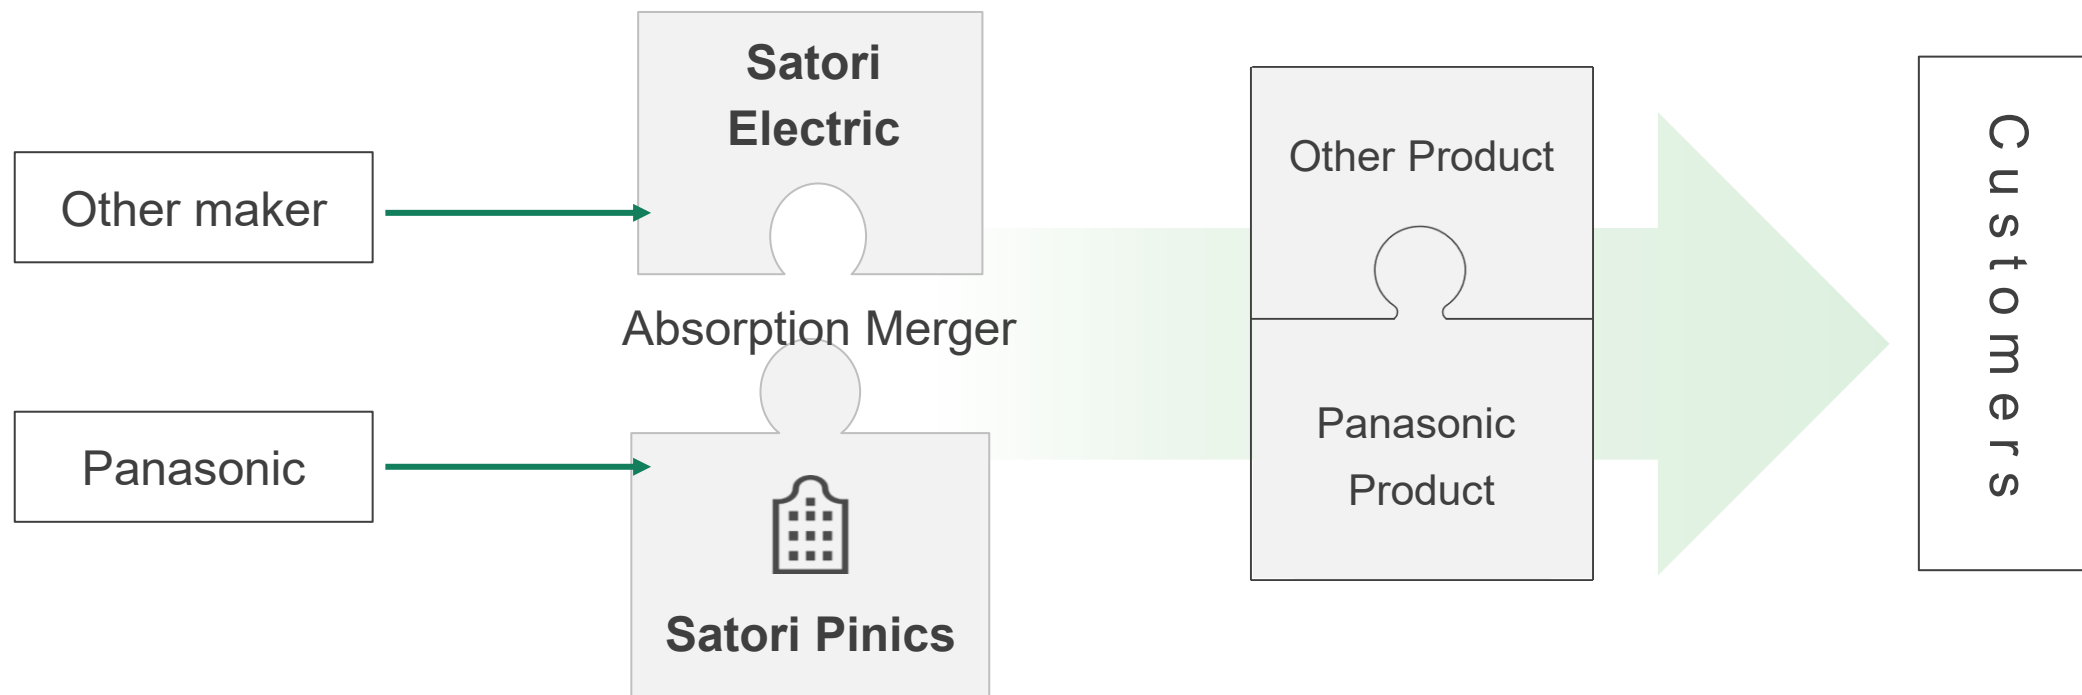 Satori
Electric
Other maker
Absorption Merger
Panasonic
Satori Pinics
Other Product
Panasonic
Product
Customers